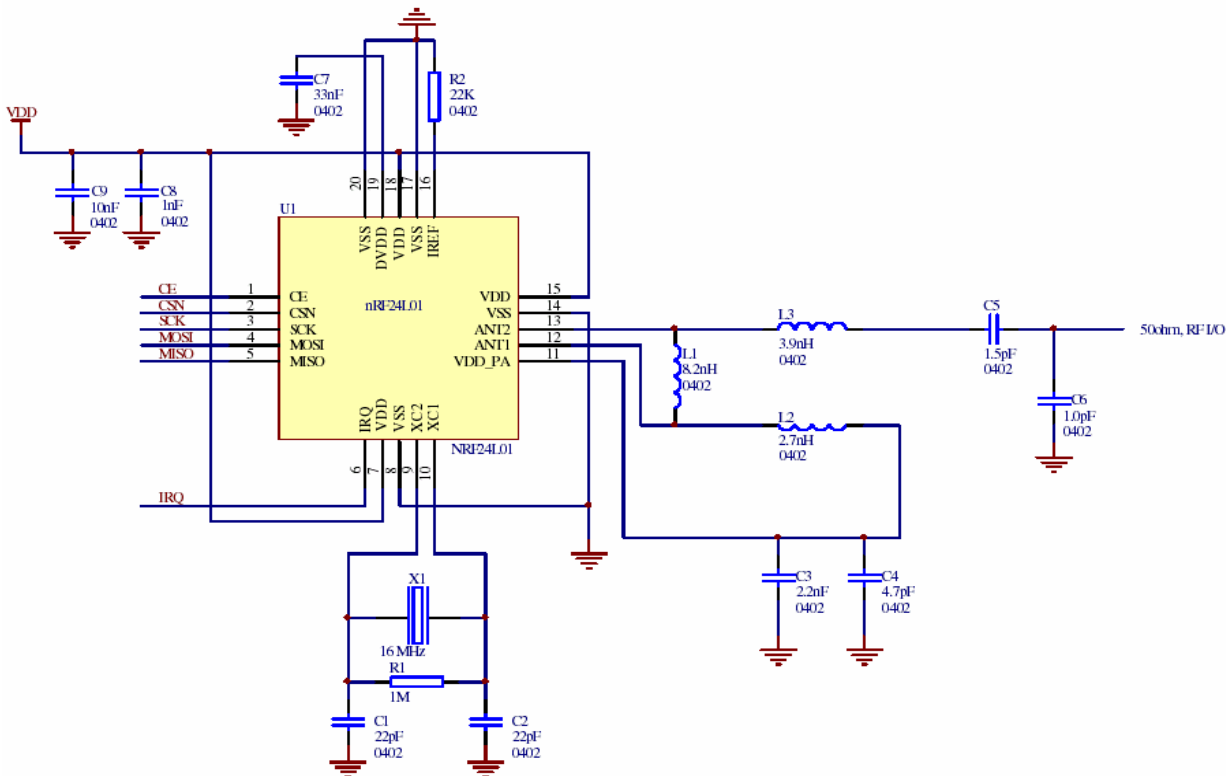 C7
33nF
0402
R2
22K
0402
VDD
C9
10nF
0402
C8
1nF
0402
20
19
18
17
16
U1
VSS
DVDD
VDD
VSS
IREF
CE
1
CE
CSN
2
CSN
SCK
3
SCK
MOSI
4
MOSI
MISO
5
MISO
nRF24L01
VDD
15
VSS
14
ANT2
13
ANT1
12
VDD_PA
11
L3
3.9nH
0402
C5
1.5pF
0402
50ohm, RF I/O
L1
8.2nH
0402
L2
2.7nH
0402
C6
1.0pF
0402
IRQ
VDD
VSS
XC2
XC1
NRF24L01
6
7
8
9
10
IRQ
C3
2.2nF
0402
C4
4.7pF
0402
X1
16 MHz
R1
1M
C1
22pF
0402
C2
22pF
0402